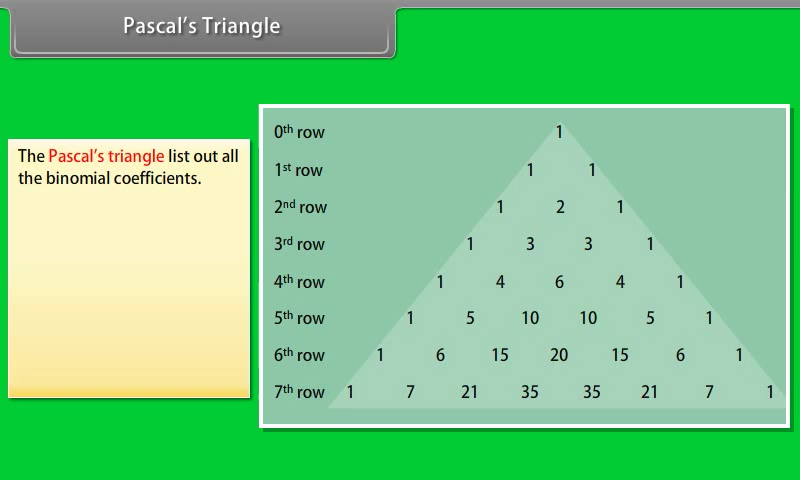 Pascal's Triangle
The Pascal's triangle list out all
the binomial coefficients.
0th row 1
1st row 1 1
2nd row 1 2 1
3rd row 1 3 3 1
4th row 1 4 6 4 1
5th row 1 5 10 10 5 1
6th row 1 6 15 20 15 6 1
7th row 1 7 21 35 35 21 7 1